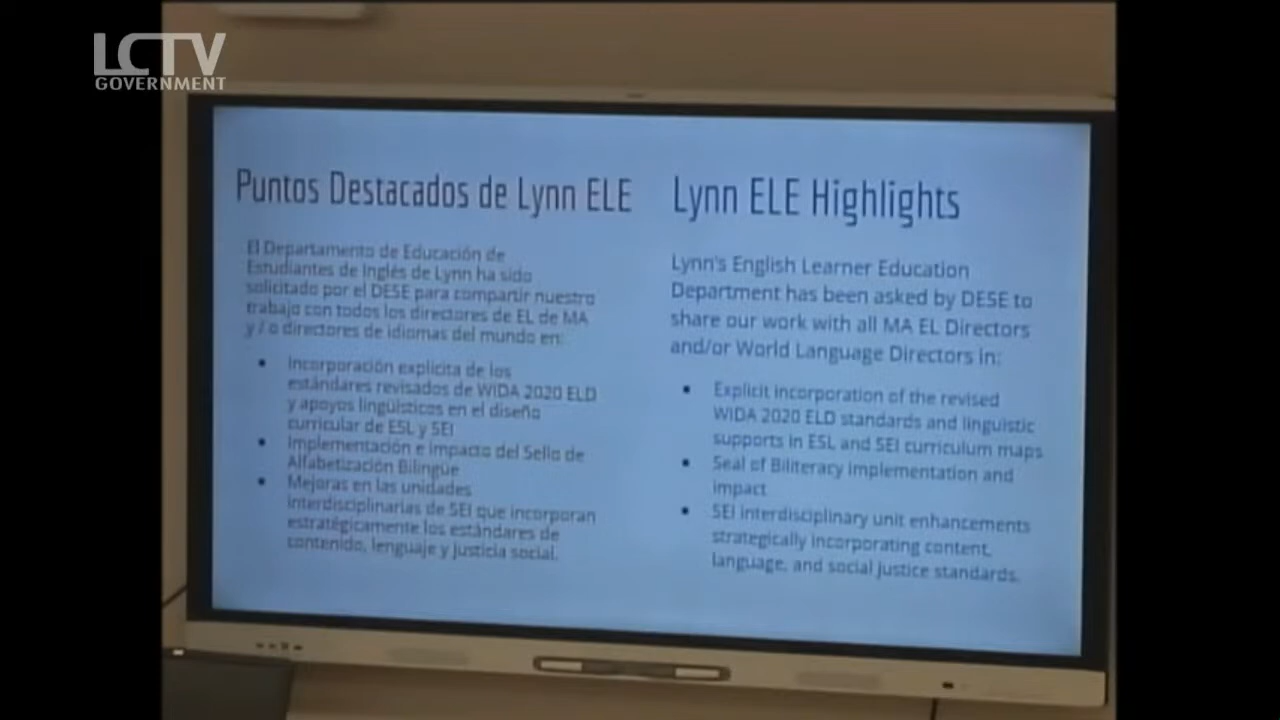 LCTV
GOVERNMENT
Puntos Destacados de Lynn ELE
El Departamento de Educación de
Estudiantes de Inglés de Lynn ha sido
solicitado por el DESE para compartir nuestro
trabajo con todos los directores de EL de MA
y / o directores de idiomas del mundo en:
• Incorporación explícita de los
estándares revisados de WIDA 2020 ELD
y apoyos lingüísticos en el diseño
curricular de ESL y SEI
• Implementación e impacto del Sello de
Alfabetización Bilingüe
• Mejoras en las unidades
interdisciplinarias de SEI que incorporan
estratégicamente los estándares de
contenido, lenguaje y justicia social.
Lynn ELE Highlights
Lynn's English Learner Education
Department has been asked by DESE to
share our work with all MA EL Directors
and/or World Language Directors in:
• Explicit incorporation of the revised
WIDA 2020 ELD standards and linguistic
supports in ESL and SEI curriculum maps
• Seal of Biliteracy implementation and
impact
• SEI interdisciplinary unit enhancements
strategically incorporating content,
language, and social justice standards.